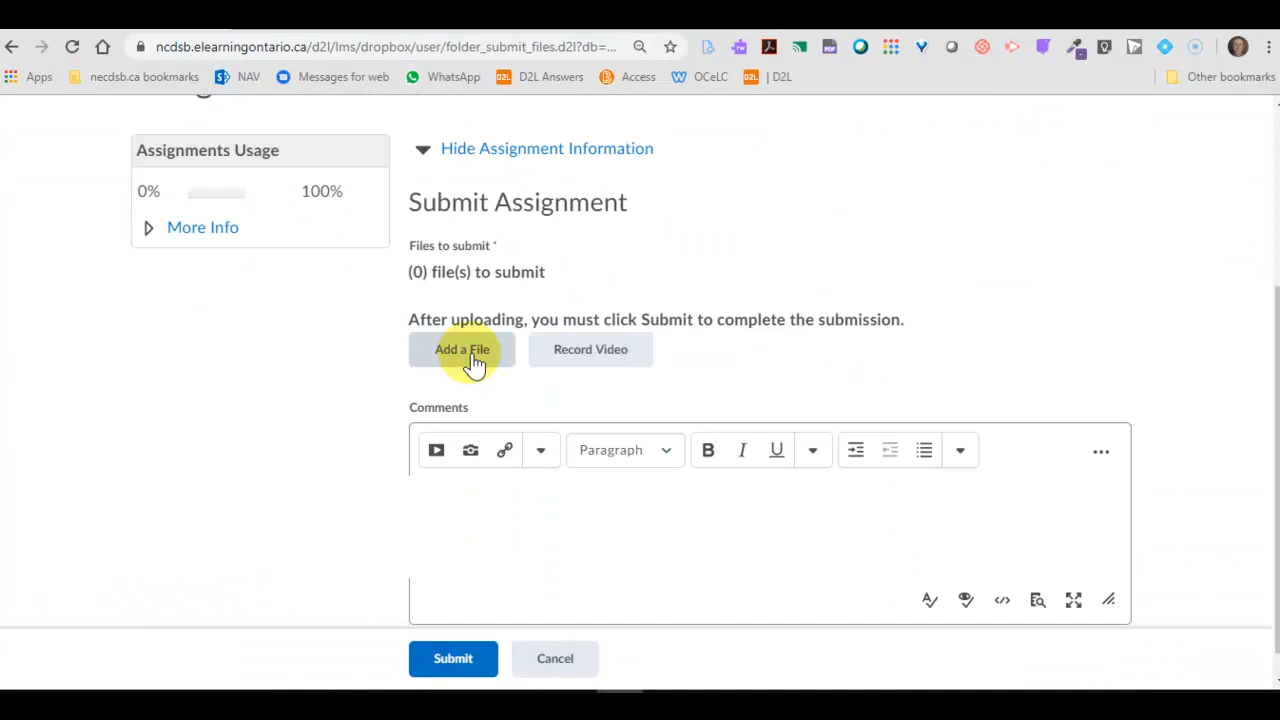 ncdsb.elearningontario.ca/d2l/lms/dropbox/user/folder_submit_files.d2l?db=...
Apps necdsb.ca bookmarks NAV Messages for web WhatsApp D2L D2L Answers Access OCeLC D2L | D2L Other bookmarks
Assignments Usage
0% 100%
More Info
Hide Assignment Information
Submit Assignment
Files to submit *
(0) file(s) to submit
After uploading, you must click Submit to complete the submission.
Add a File Record Video
Comments
Paragraph B I U
Submit Cancel